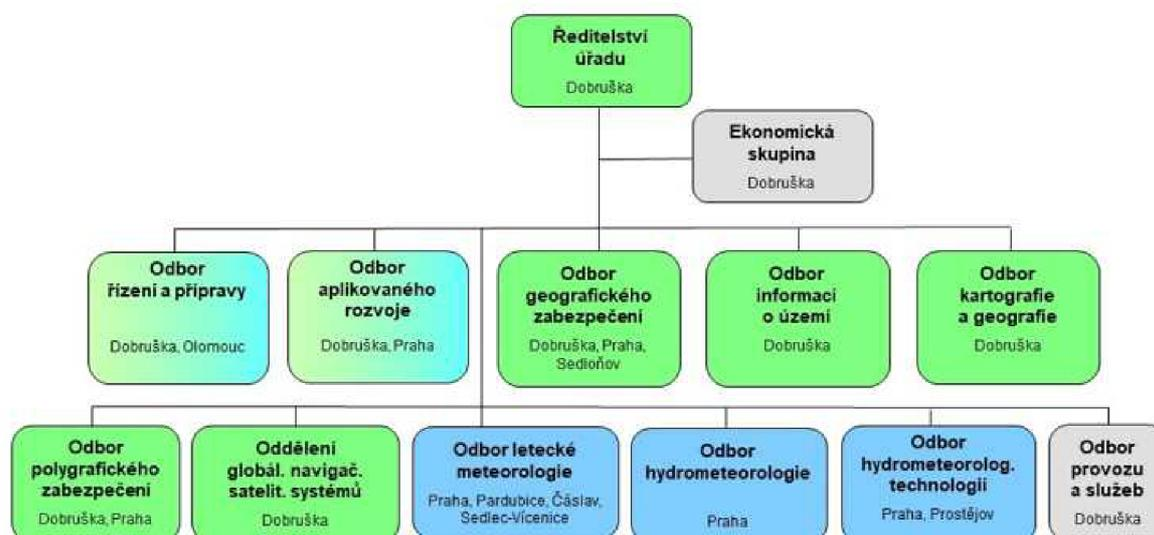 Ředitelství
úřadu
Dobruška
Ekonomická
skupina
Dobruška
Odbor
řízení a přípravy
Dobruška, Olomouc
Odbor
aplikovaného
rozvoje
Dobruška, Praha
Odbor
geografického
zabezpečení
Dobruška, Praha,
Sedloňov
Odbor
informací
o území
Dobruška
Odbor
kartografie
a geografie
Dobruška
Odbor
polygrafického
zabezpečení
Dobruška, Praha
Oddělení
globál. navigač.
satelit. systémů
Dobruška
Odbor letecké
meteorologie
Praha, Pardubice, Čáslav,
Sedlec-Vícenice
Odbor
hydrometeorologie
Praha
Odbor
hydrometeorolog.
technologií
Praha, Prostějov
Odbor
provozu
a služeb
Dobruška